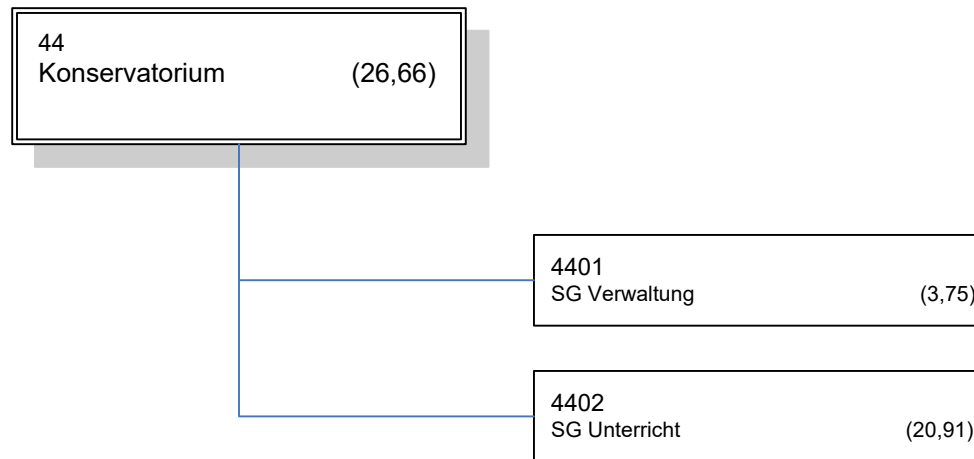 44
Konservatorium (26,66)
4401
SG Verwaltung (3,75)
4402
SG Unterricht (20,91)